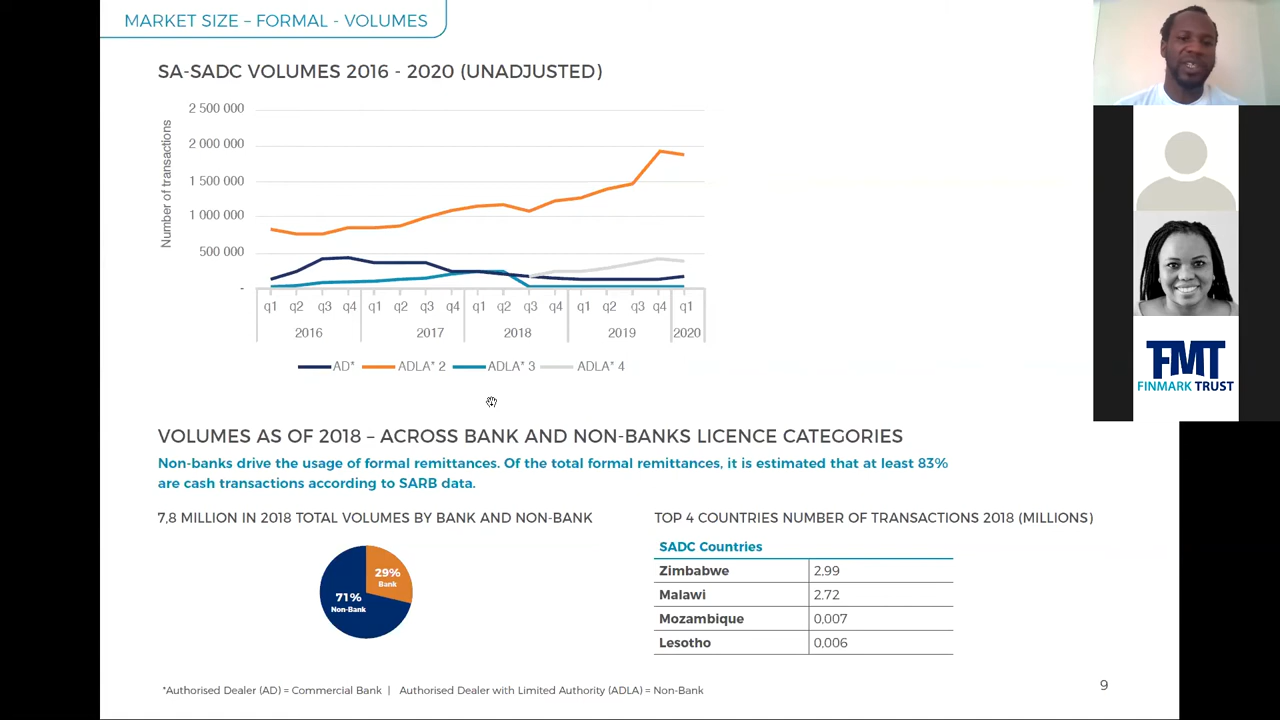 MARKET SIZE – FORMAL - VOLUMES
SA-SADC VOLUMES 2016 - 2020 (UNADJUSTED)
Number of transactions
2 500 000
2 000 000
1 500 000
1 000 000
500 000
-
q1 q2 q3 q4 q1 q2 q3 q4 q1 q2 q3 q4 q1 q2 q3 q4 q1
2016 2017 2018 2019 2020
AD* ADLA* 2 ADLA* 3 ADLA* 4
FMT
FINMARK TRUST
VOLUMES AS OF 2018 – ACROSS BANK AND NON-BANKS LICENCE CATEGORIES
Non-banks drive the usage of formal remittances. Of the total formal remittances, it is estimated that at least 83%
are cash transactions according to SARB data.
7,8 MILLION IN 2018 TOTAL VOLUMES BY BANK AND NON-BANK
29%
Bank
71%
Non-Bank
TOP 4 COUNTRIES NUMBER OF TRANSACTIONS 2018 (MILLIONS)
SADC Countries
Zimbabwe 2.99
Malawi 2.72
Mozambique 0.007
Lesotho 0.006
*Authorised Dealer (AD) = Commercial Bank | Authorised Dealer with Limited Authority (ADLA) = Non-Bank
9